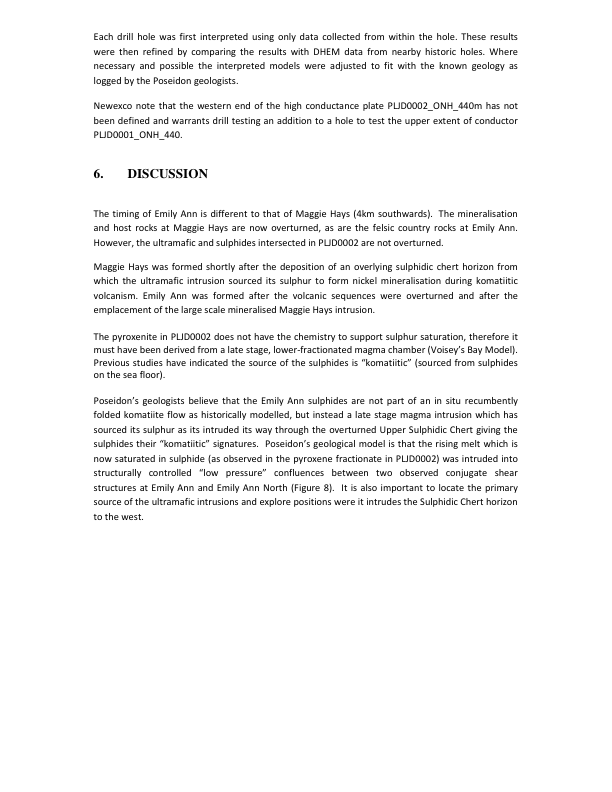 Each drill hole was first interpreted using only data collected from within the hole. These results
were then refined by comparing the results with DHEM data from nearby historic holes. Where
necessary and possible the interpreted models were adjusted to fit with the known geology as
logged by the Poseidon geologists.
Newexco note that the western end of the high conductance plate PLJD0002_ONH_440m has not
been defined and warrants drill testing an addition to a hole to test the upper extent of conductor
PLJD0001_ONH_440.
6. DISCUSSION
The timing of Emily Ann is different to that of Maggie Hays (4km southwards). The mineralisation
and host rocks at Maggie Hays are now overturned, as are the felsic country rocks at Emily Ann.
However, the ultramafic and sulphides intersected in PLJD0002 are not overturned.
Maggie Hays was formed shortly after the deposition of an overlying sulphidic chert horizon from
which the ultramafic intrusion sourced its sulphur to form nickel mineralisation during komatiitic
volcanism. Emily Ann was formed after the volcanic sequences were overturned and after the
emplacement of the large scale mineralised Maggie Hays intrusion.
The pyroxenite in PLJD0002 does not have the chemistry to support sulphur saturation, therefore it
must have been derived from a late stage, lower-fractionated magma chamber (Voisey’s Bay Model).
Previous studies have indicated the source of the sulphides is “komatiitic” (sourced from sulphides
on the sea floor).
Poseidon’s geologists believe that the Emily Ann sulphides are not part of an in situ recumbently
folded komatiite flow as historically modelled, but instead a late stage magma intrusion which has
sourced its sulphur as its intruded its way through the overturned Upper Sulphidic Chert giving the
sulphides their “komatiitic” signatures. Poseidon’s geological model is that the rising melt which is
now saturated in sulphide (as observed in the pyroxene fractionate in PLJD0002) was intruded into
structurally controlled “low pressure” confluences between two observed conjugate shear
structures at Emily Ann and Emily Ann North (Figure 8). It is also important to locate the primary
source of the ultramafic intrusions and explore positions were it intrudes the Sulphidic Chert horizon
to the west.